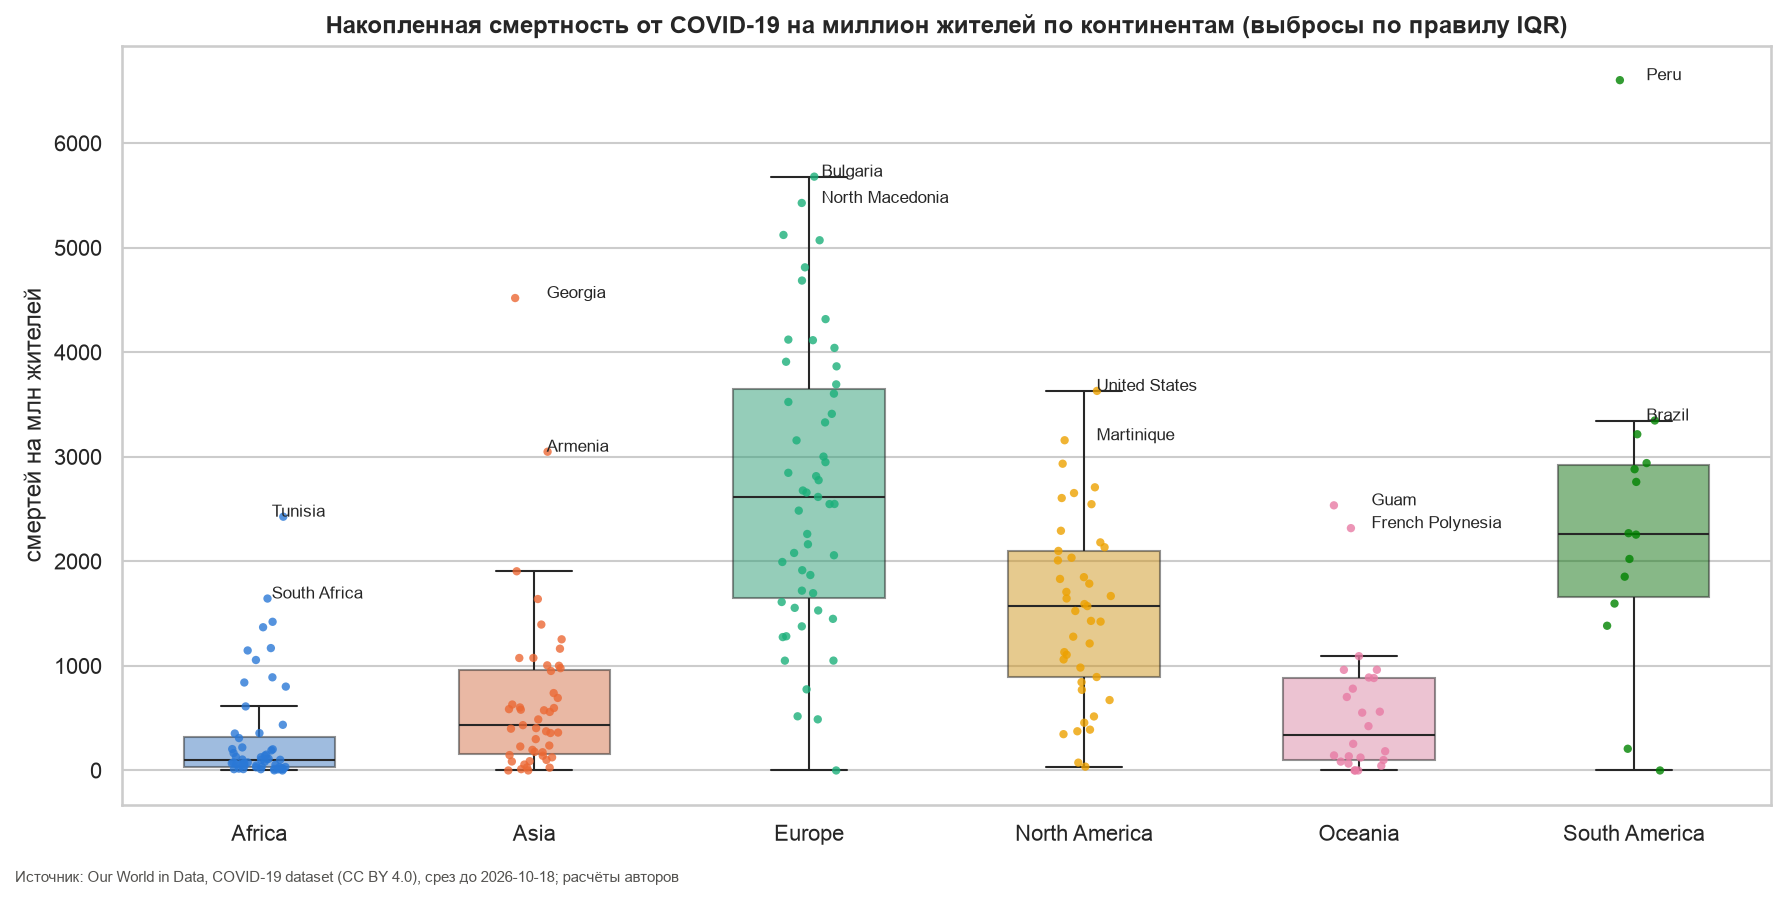 Накопленная смертность от COVID-19 на миллион жителей по континентам (выбросы по правилу IQR)
смертей на млн жителей
6000
5000
4000
3000
2000
1000
0
Peru
Bulgaria
North Macedonia
Georgia
United States
Armenia
Martinique
Brazil
Tunisia
Guam
French Polynesia
South Africa
Africa
Asia
Europe
North America
Oceania
South America
Источник: Our World in Data, COVID-19 dataset (CC BY 4.0), срез до 2026-10-18; расчёты авторов